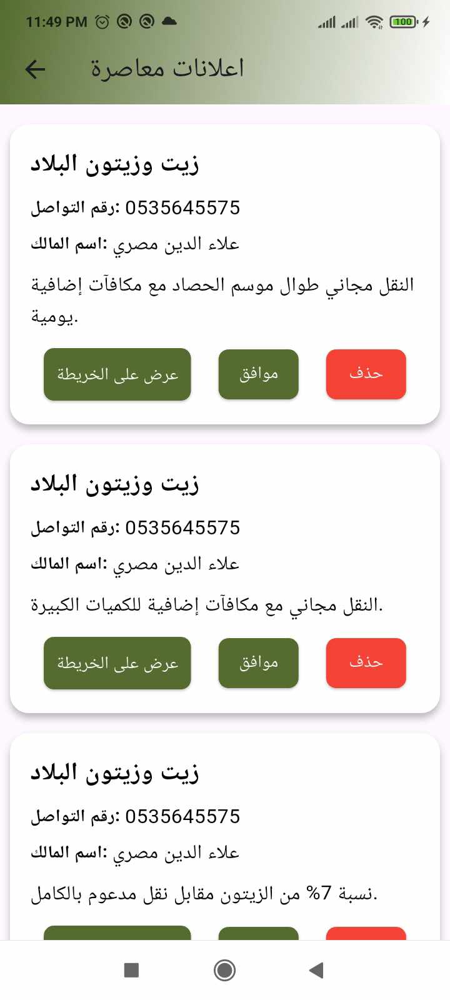 11:49 PM
100
اعلانات معاصرة
زيت وزيتون البلاد
رقم التواصل: 0535645575
اسم المالك: علاء الدين مصري
النقل مجاني طوال موسم الحصاد مع مكافآت إضافية
يومية.
عرض على الخريطة
موافق
حذف
زيت وزيتون البلاد
رقم التواصل: 0535645575
اسم المالك: علاء الدين مصري
النقل مجاني مع مكافآت إضافية للكميات الكبيرة.
عرض على الخريطة
موافق
حذف
زيت وزيتون البلاد
رقم التواصل: 0535645575
اسم المالك: علاء الدين مصري
نسبة 7% من الزيتون مقابل نقل مدعوم بالكامل.